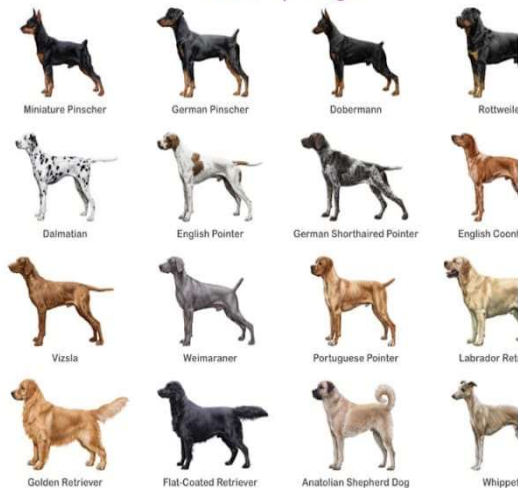 Miniature Pinscher
German Pinscher
Dobermann
Rottweile
Dalmatian
English Pointer
German Shorthaired Pointer
English Coonh
Vizsla
Weimaraner
Portuguese Pointer
Labrador Retr
Golden Retriever
Flat-Coated Retriever
Anatolian Shepherd Dog
Whippet